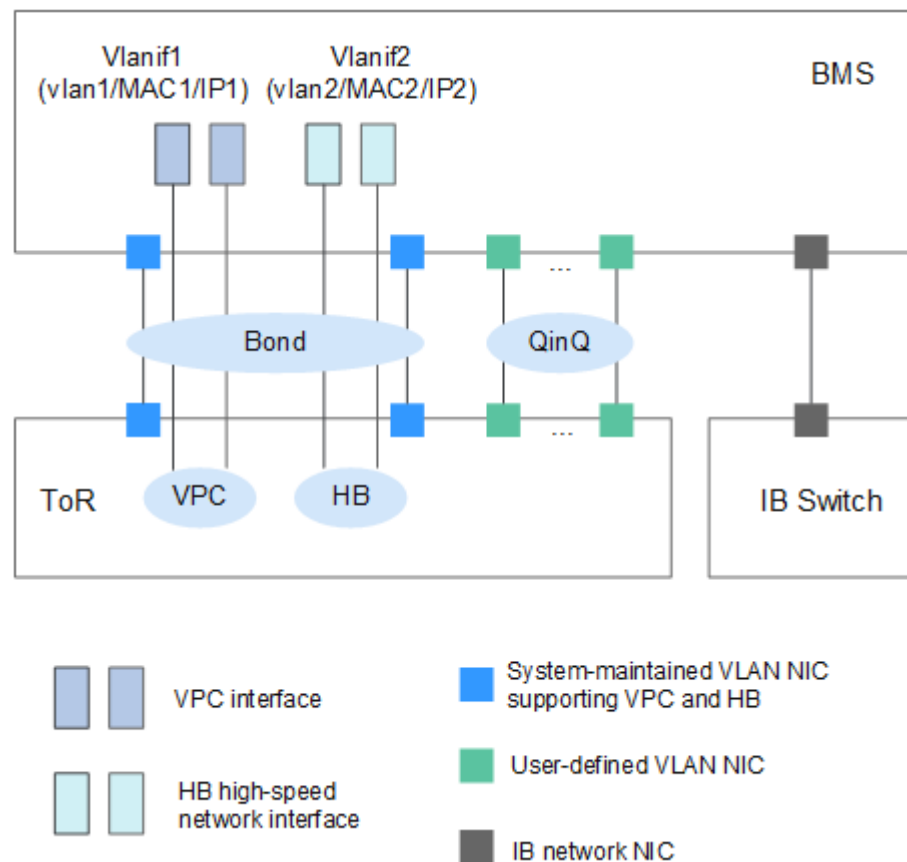 Vlanif1
(vlan1/MAC1/IP1)
Vlanif2
(vlan2/MAC2/IP2)
BMS
...
Bond
QinQ
...
ToR
VPC
HB
IB Switch
VPC interface
System-maintained VLAN NIC
supporting VPC and HB
User-defined VLAN NIC
HB high-speed
network interface
IB network NIC